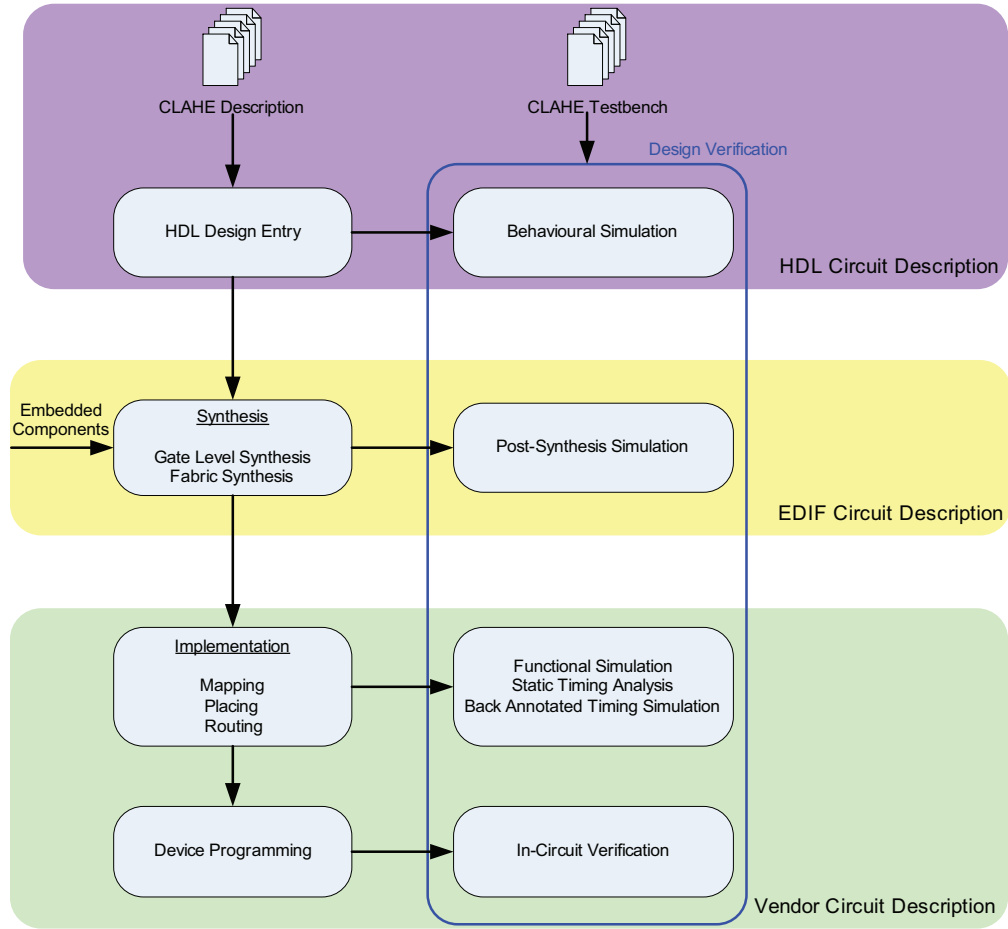 CLAHE Description
CLAHE Testbench
Design Verification
HDL Design Entry
Behavioural Simulation
HDL Circuit Description
Embedded
Components
Synthesis
Gate Level Synthesis
Fabric Synthesis
Post-Synthesis Simulation
EDIF Circuit Description
Implementation
Mapping
Placing
Routing
Functional Simulation
Static Timing Analysis
Back Annotated Timing Simulation
Device Programming
In-Circuit Verification
Vendor Circuit Description